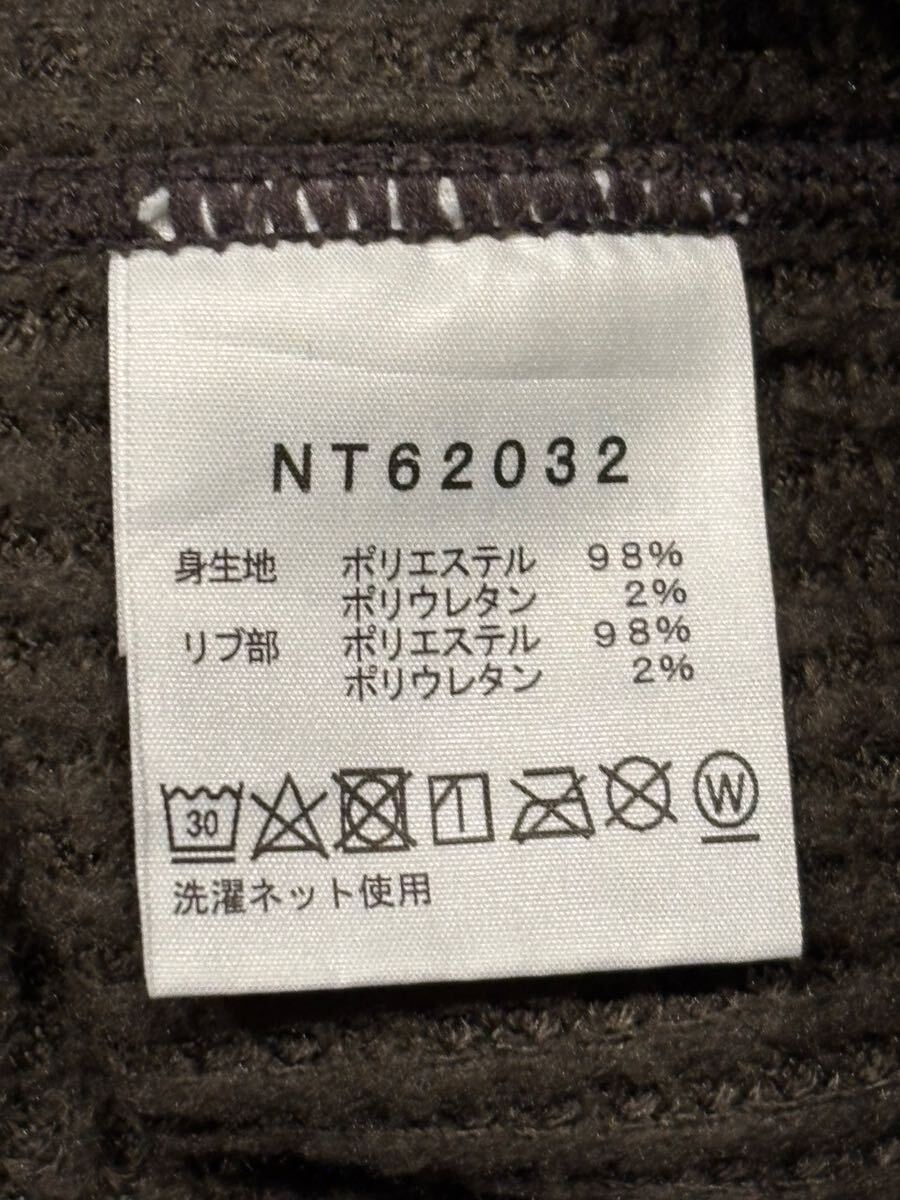 NT62032
身生地 ポリエステル 98%
ポリウレタン 2%
リブ部 ポリエステル 98%
ポリウレタン 2%
30 W
洗濯ネット使用